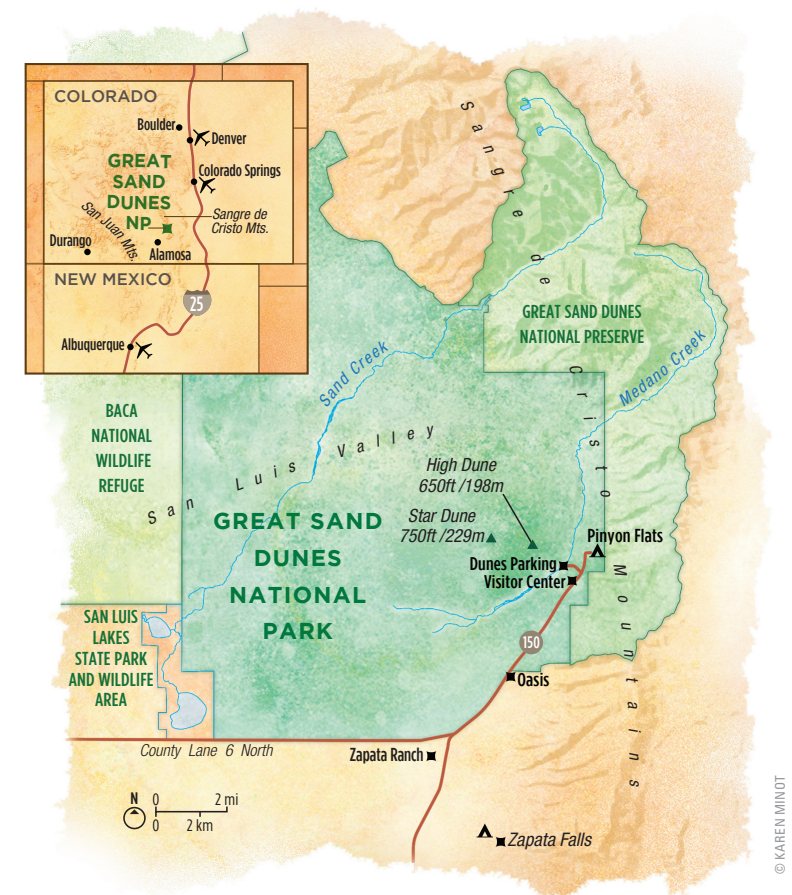 COLORADO
Boulder
Denver
GREAT
SAND
DUNES
NP
Colorado Springs
San Juan Mts.
Sangre de
Cristo Mts.
Durango
Alamosa
NEW MEXICO
25
Albuquerque
Sangre de Cristo Mountains
GREAT SAND DUNES
NATIONAL PRESERVE
Sand Creek
Medano Creek
BACA
NATIONAL
WILDLIFE
REFUGE
San Luis Valley
High Dune
650ft /198m
Star Dune
750ft /229m
GREAT SAND
DUNES
NATIONAL
PARK
Pinyon Flats
Dunes Parking
Visitor Center
SAN LUIS
LAKES
STATE PARK
AND WILDLIFE
AREA
150
Oasis
County Lane 6 North
Zapata Ranch
N
0 2 mi
0 2 km
Zapata Falls
© KAREN MINOT